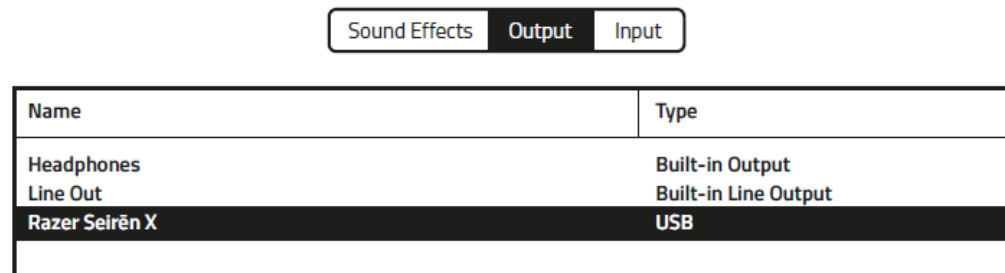 Sound Effects Output Input
Name Type
Headphones Built-in Output
Line Out Built-in Line Output
Razer Seirēn X USB